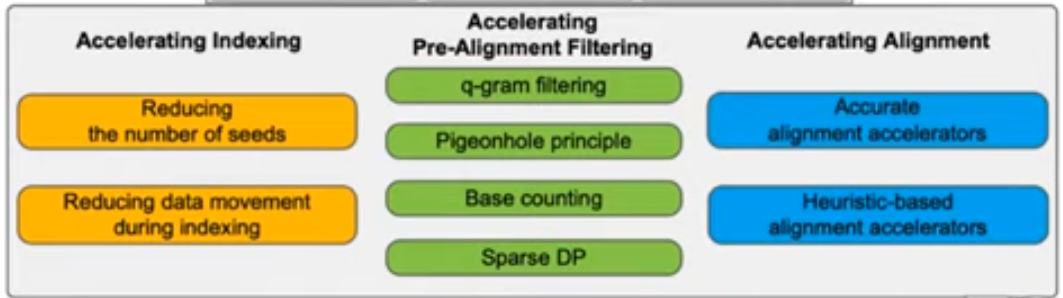 Accelerating Indexing
Reducing
the number of seeds
Reducing data movement
during indexing
Accelerating
Pre-Alignment Filtering
q-gram filtering
Pigeonhole principle
Base counting
Sparse DP
Accelerating Alignment
Accurate
alignment accelerators
Heuristic-based
alignment accelerators